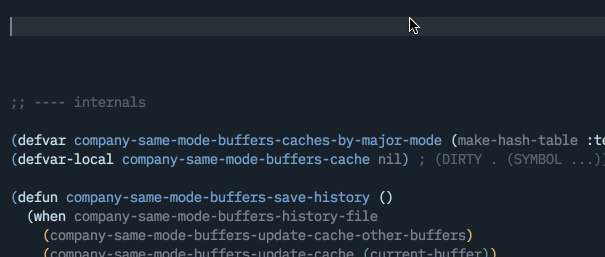 ;; ---- internals
(defvar company-same-mode-buffers-caches-by-major-mode (make-hash-table :te
(defvar-local company-same-mode-buffers-cache nil) ; (DIRTY . (SYMBOL ...))
(defun company-same-mode-buffers-save-history ()
(when company-same-mode-buffers-history-file
(company-same-mode-buffers-update-cache-other-buffers)
(company-same-mode-buffers-update-cache (current-buffer))